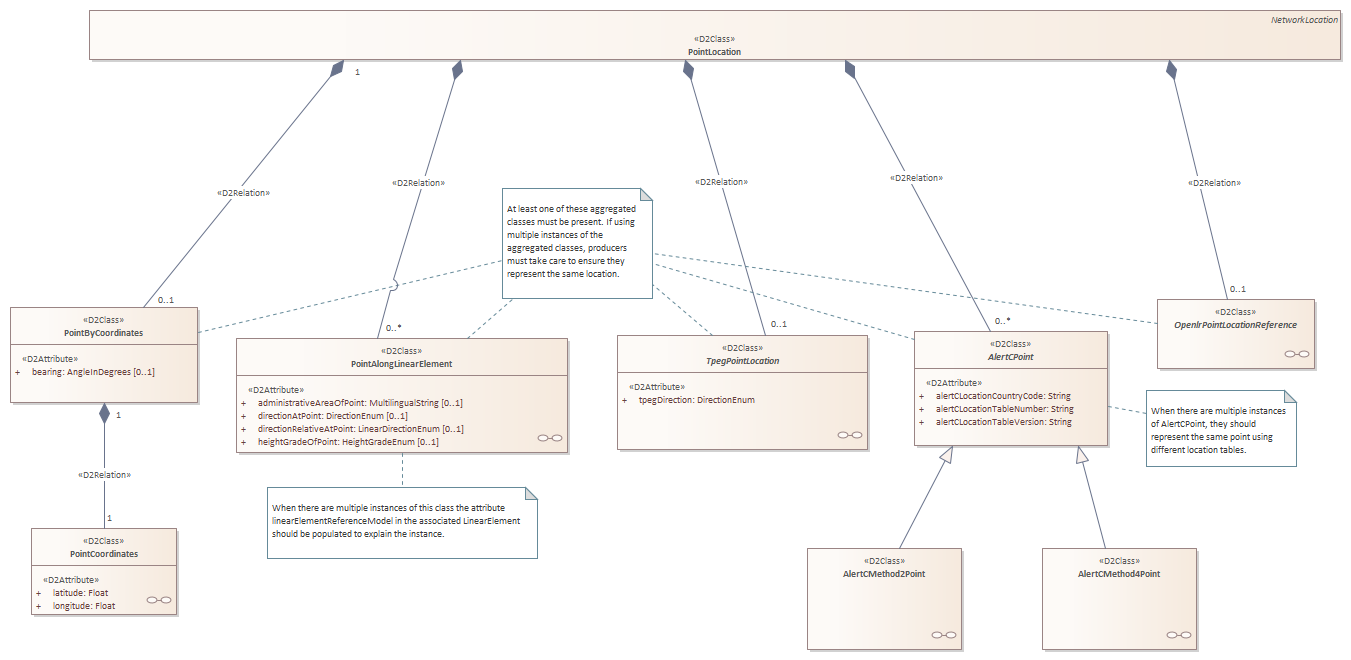 NetworkLocation
«D2Class»
PointLocation
1
«D2Relation»
«D2Relation»
«D2Relation»
«D2Relation»
«D2Relation»
At least one of these aggregated
classes must be present. If using
multiple instances of the
aggregated classes, producers
must take care to ensure they
represent the same location.
0..1
0..*
0..1
0..*
0..1
«D2Class»
PointByCoordinates
«D2Attribute»
+ bearing: AngleInDegrees [0..1]
«D2Class»
PointAlongLinearElement
«D2Attribute»
+ administrativeAreaOfPoint: MultilingualString [0..1]
+ directionAtPoint: DirectionEnum [0..1]
+ directionRelativeAtPoint: LinearDirectionEnum [0..1]
+ heightGradeOfPoint: HeightGradeEnum [0..1]
«D2Class»
TpegPointLocation
«D2Attribute»
+ tpegDirection: DirectionEnum
«D2Class»
AlertCPoint
«D2Attribute»
+ alertCLocationCountryCode: String
+ alertCLocationTableNumber: String
+ alertCLocationTableVersion: String
«D2Class»
OpenlrPointLocationReference
When there are multiple instances
of AlertCPoint, they should
represent the same point using
different location tables.
1
«D2Relation»
1
When there are multiple instances of this class the attribute
linearElementReferenceModel in the associated LinearElement
should be populated to explain the instance.
«D2Class»
PointCoordinates
«D2Attribute»
+ latitude: Float
+ longitude: Float
«D2Class»
AlertCMethod2Point
«D2Class»
AlertCMethod4Point